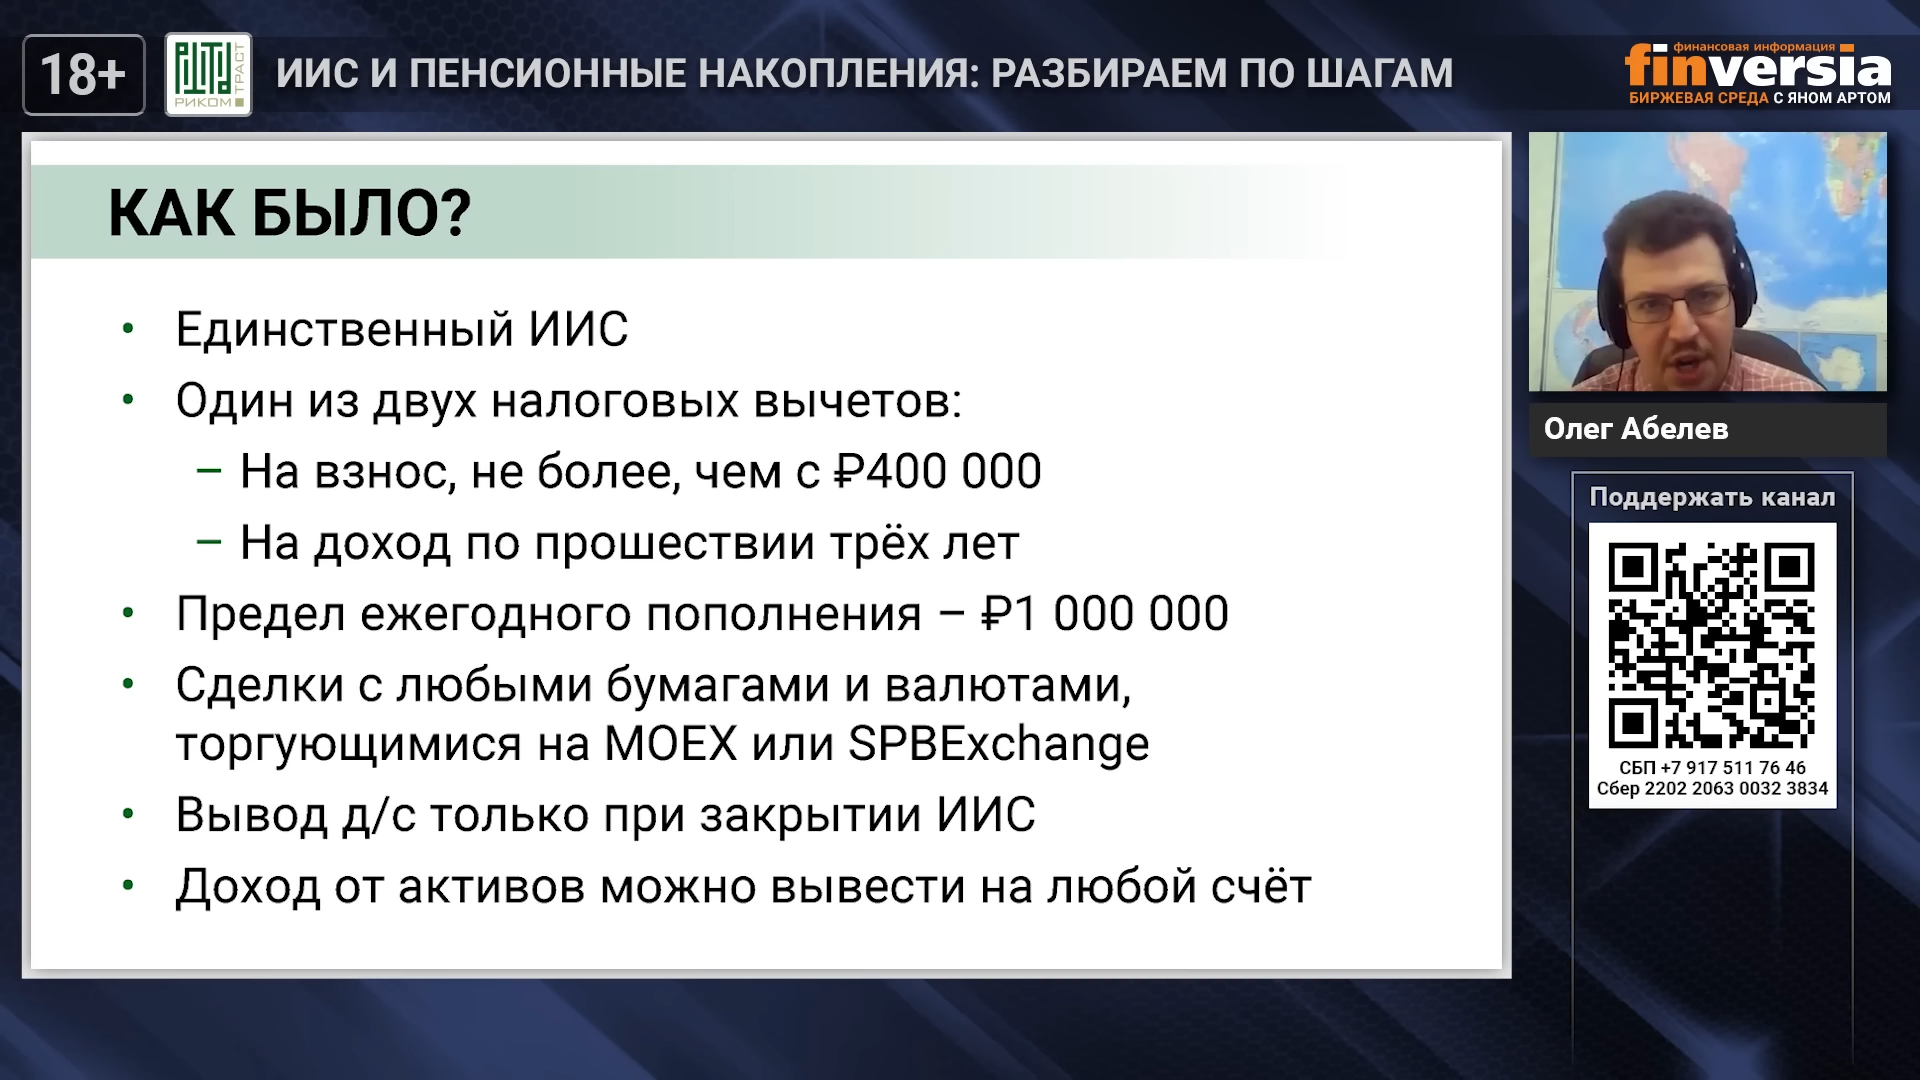 18+
РИКОМ
ТРАСТ
ИИС И ПЕНСИОННЫЕ НАКОПЛЕНИЯ: РАЗБИРАЕМ ПО ШАГАМ
финансовая информация
finversia
БИРЖЕВАЯ СРЕДА С ЯНОМ АРТОМ
КАК БЫЛО?
• Единственный ИИС
• Один из двух налоговых вычетов:
– На взнос, не более, чем с ₽400 000
– На доход по прошествии трёх лет
• Предел ежегодного пополнения – ₽1 000 000
• Сделки с любыми бумагами и валютами,
торгующимися на MOEX или SPBExchange
• Вывод д/с только при закрытии ИИС
• Доход от активов можно вывести на любой счёт
Олег Абелев
Поддержать канал
СБП +7 917 511 76 46
Сбер 2202 2063 0032 3834